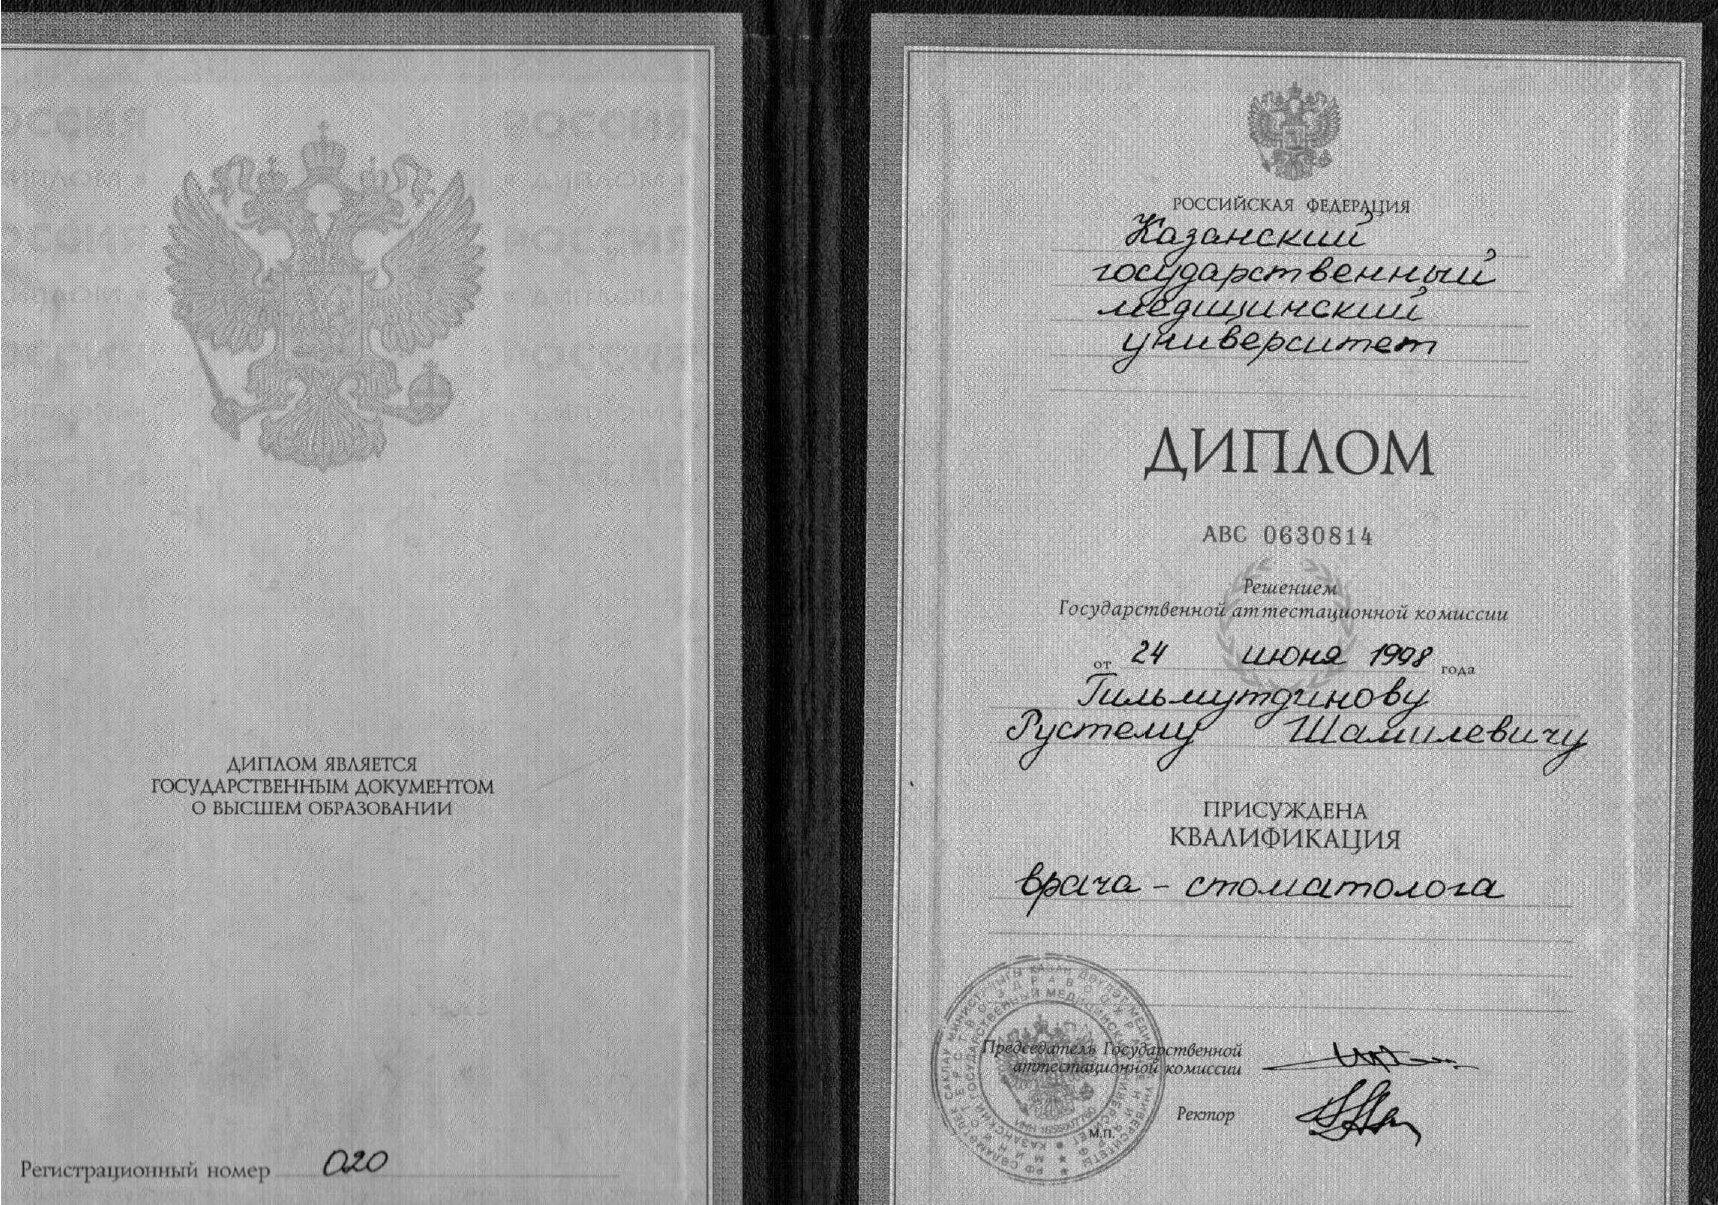 ДИПЛОМ ЯВЛЯЕТСЯ
ГОСУДАРСТВЕННЫМ ДОКУМЕНТОМ
О ВЫСШЕМ ОБРАЗОВАНИИ
Регистрационный номер 020
РОССИЙСКАЯ ФЕДЕРАЦИЯ
Казанский
государственный
медицинский
университет
ДИПЛОМ
АВС 0630814
Решением
Государственной аттестационной комиссии
от 24 июня 1998 года
Гильмутдинову
Рустему Шамилевичу
ПРИСУЖДЕНА
КВАЛИФИКАЦИЯ
врача - стоматолога
Председатель Государственной
аттестационной комиссии
Ректор
М.П.